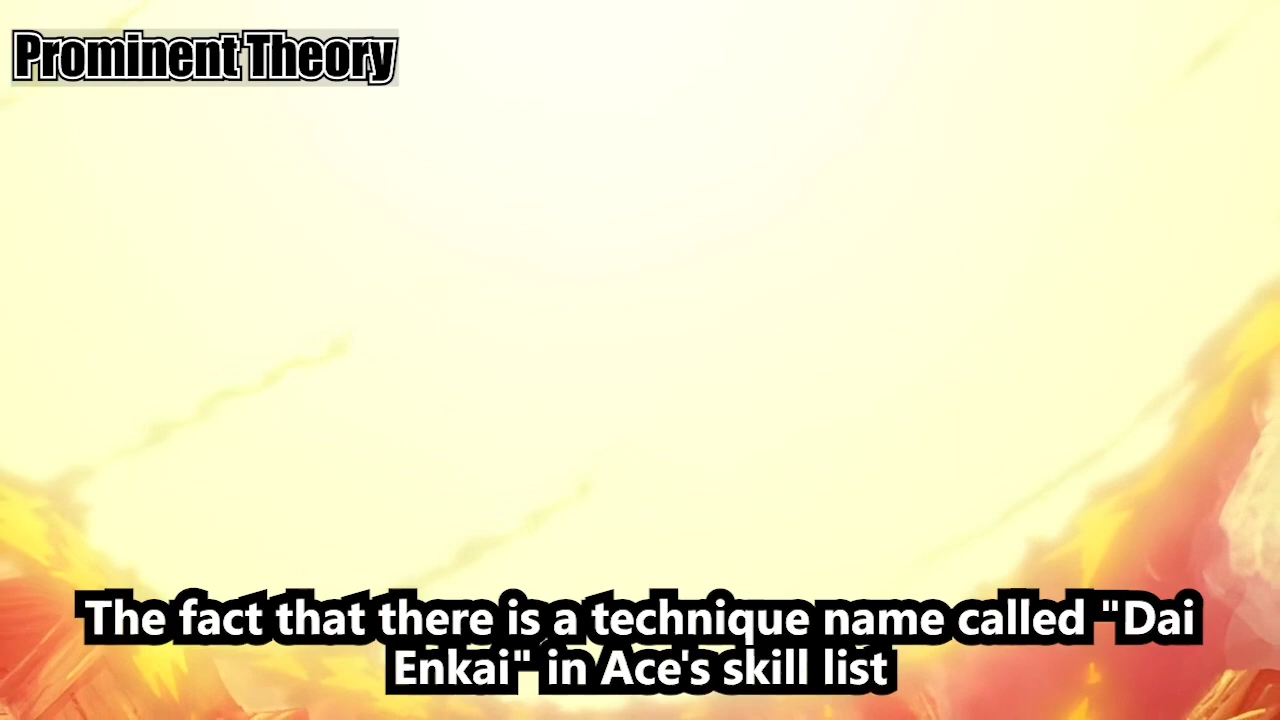 Prominent Theory
The fact that there is a technique name called "Dai
Enkai" in Ace's skill list